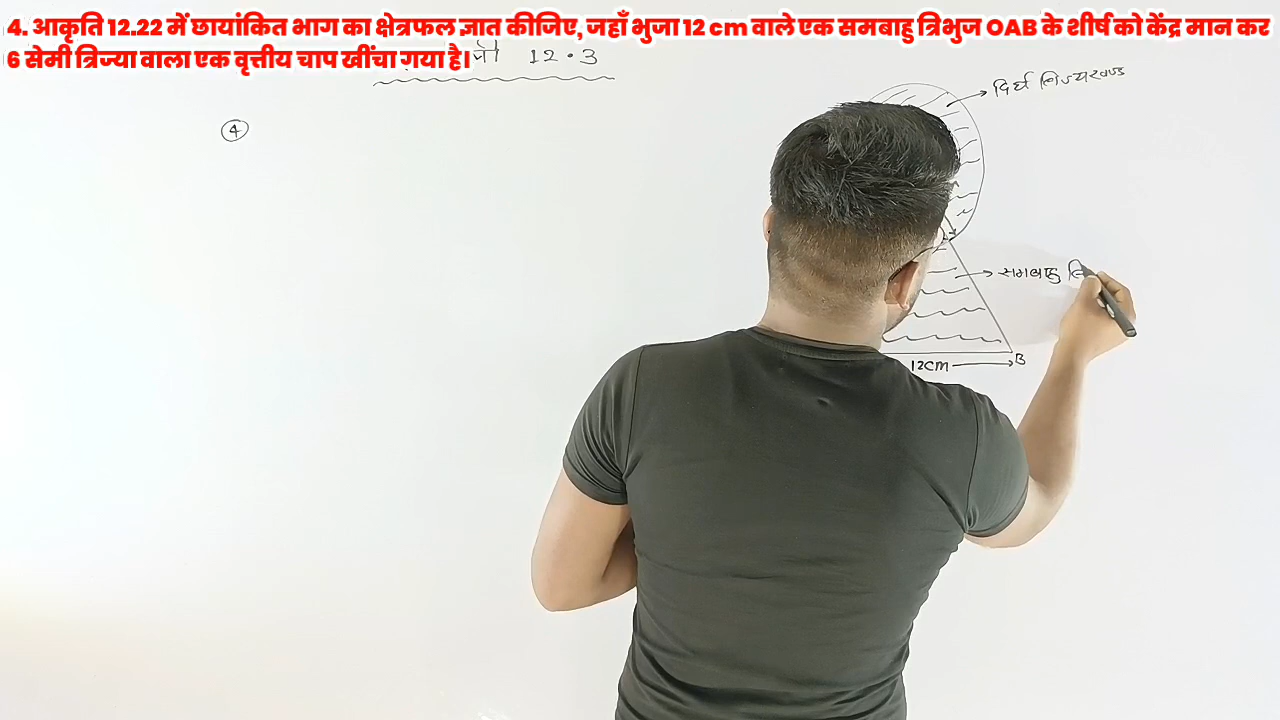 4. आकृति 12.22 में छायांकित भाग का क्षेत्रफल ज्ञात कीजिए, जहाँ भुजा 12 cm वाले एक समबाहु त्रिभुज OAB के शीर्ष को केंद्र मान कर
6 सेमी त्रिज्या वाला एक वृत्तीय चाप खींचा गया है।
12.3
4
समबाहु
12cm
B